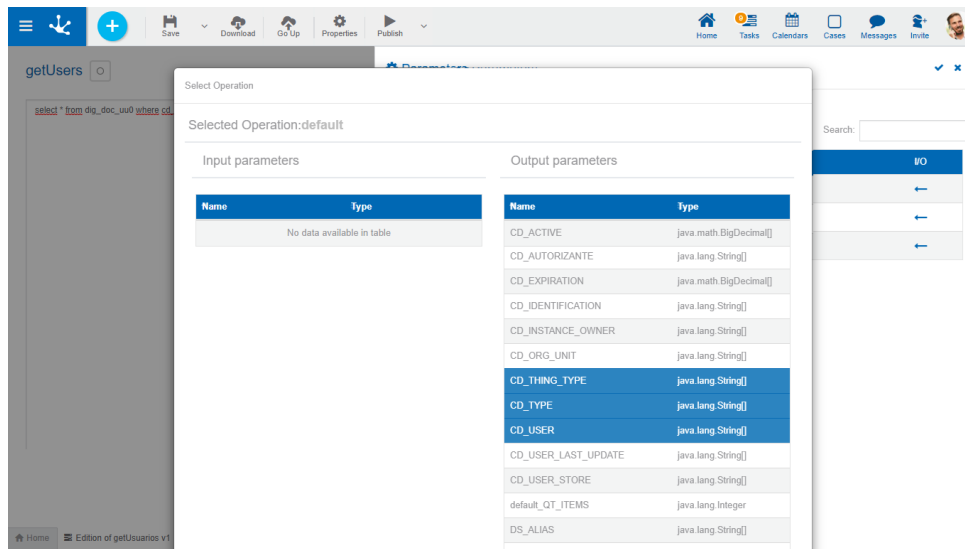 Save
Download
Go Up
Properties
Publish
Home
9
Tasks
Calendars
Cases
Messages
Invite
getUsers
select * from dig_doc_uu0 where cd_
Select Operation
Selected Operation:default
Input parameters
Name Type
No data available in table
Output parameters
Name Type
CD_ACTIVE java.math.BigDecimal[]
CD_AUTORIZANTE java.lang.String[]
CD_EXPIRATION java.math.BigDecimal[]
CD_IDENTIFICATION java.lang.String[]
CD_INSTANCE_OWNER java.lang.String[]
CD_ORG_UNIT java.lang.String[]
CD_THING_TYPE java.lang.String[]
CD_TYPE java.lang.String[]
CD_USER java.lang.String[]
CD_USER_LAST_UPDATE java.lang.String[]
CD_USER_STORE java.lang.String[]
default_QT_ITEMS java.lang.Integer
DS_ALIAS java.lang.String[]
Search:
I/O
Home
Edition of getUsuarios v1